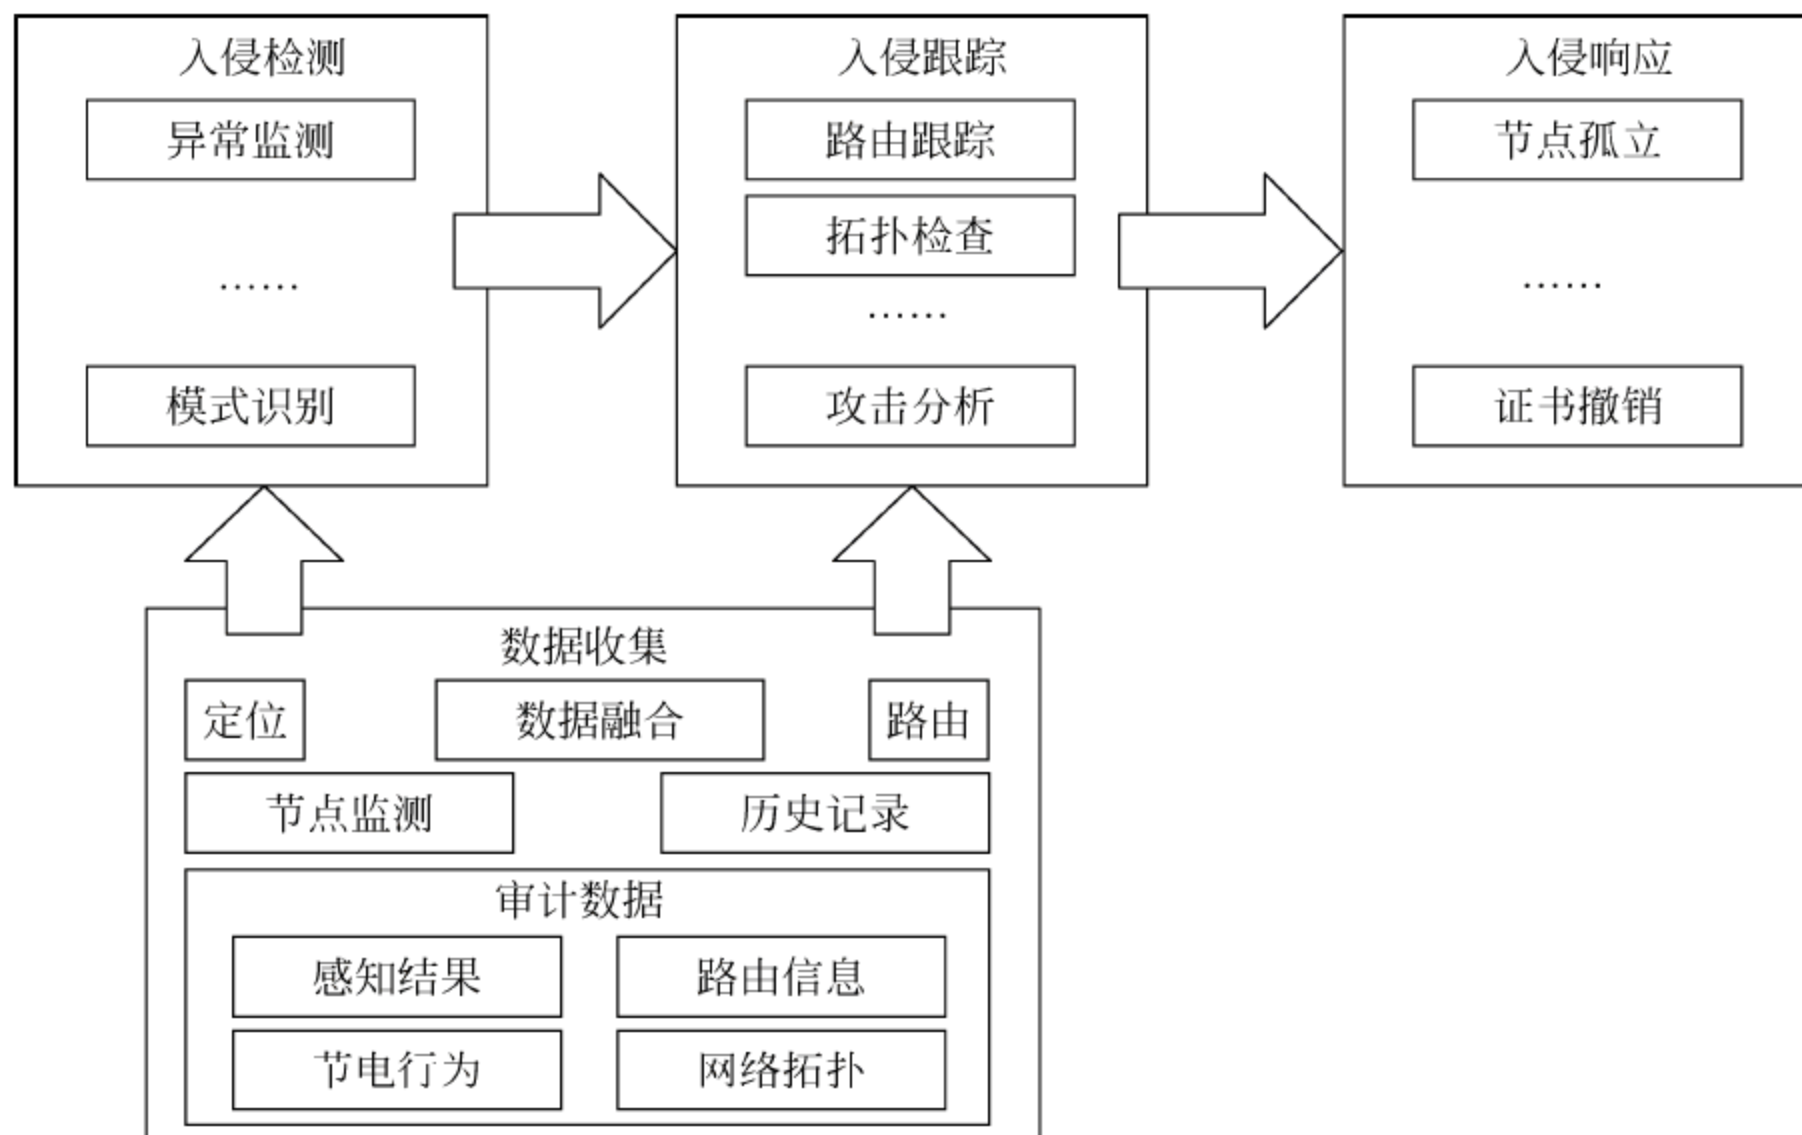 入侵检测
异常监测
……
模式识别
入侵跟踪
路由跟踪
拓扑检查
……
攻击分析
入侵响应
节点孤立
……
证书撤销
数据收集
定位
数据融合
路由
节点监测
历史记录
审计数据
感知结果
路由信息
节电行为
网络拓扑